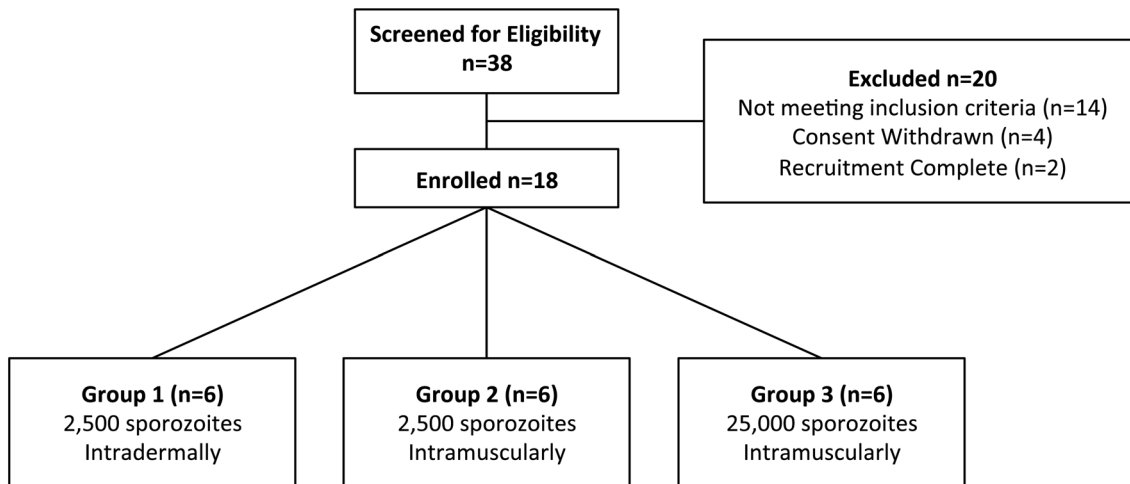 Screened for Eligibility
n=38
Excluded n=20
Not meeting inclusion criteria (n=14)
Consent Withdrawn (n=4)
Recruitment Complete (n=2)
Enrolled n=18
Group 1 (n=6)
2,500 sporozoites
Intradermally
Group 2 (n=6)
2,500 sporozoites
Intramuscularly
Group 3 (n=6)
25,000 sporozoites
Intramuscularly